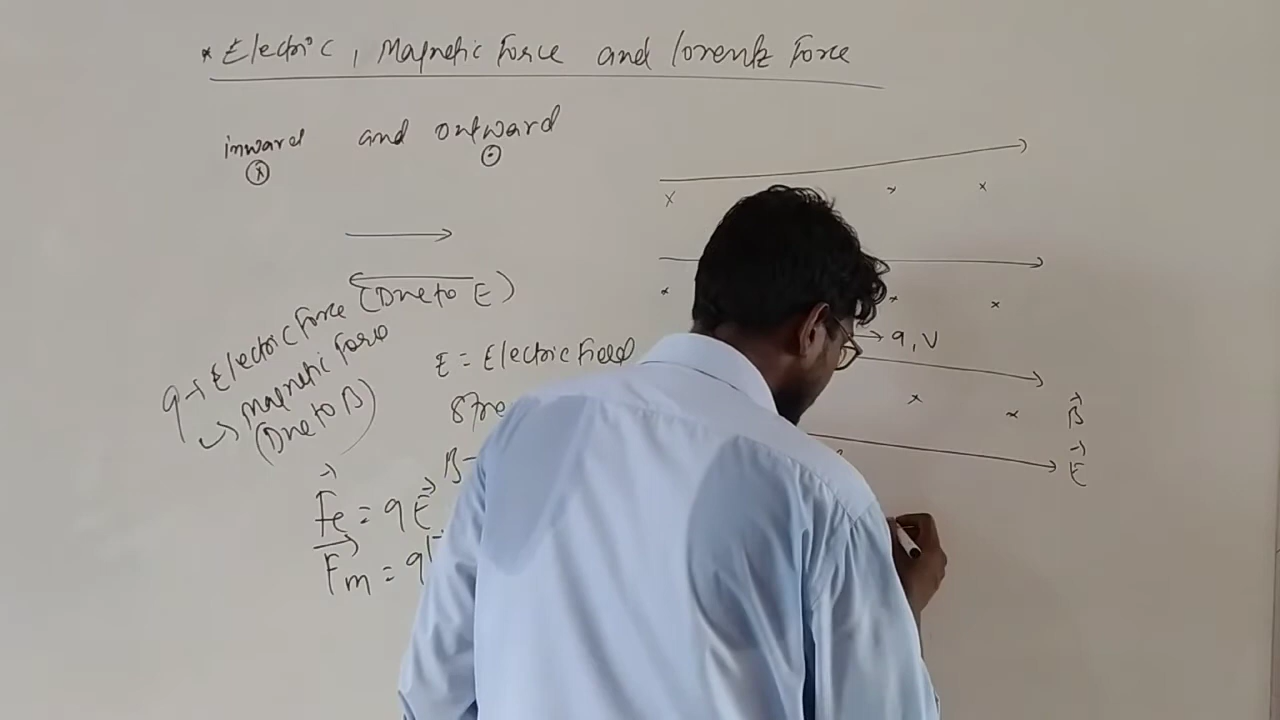 * Electric, Magnetic Force and Lorentz Force
inward and outward
(Due to E)
q → Electric Force
→ Magnetic Force
(Due to B)
E = Electric Field
B
Fe = qE
Fm = q
q, V
B
E